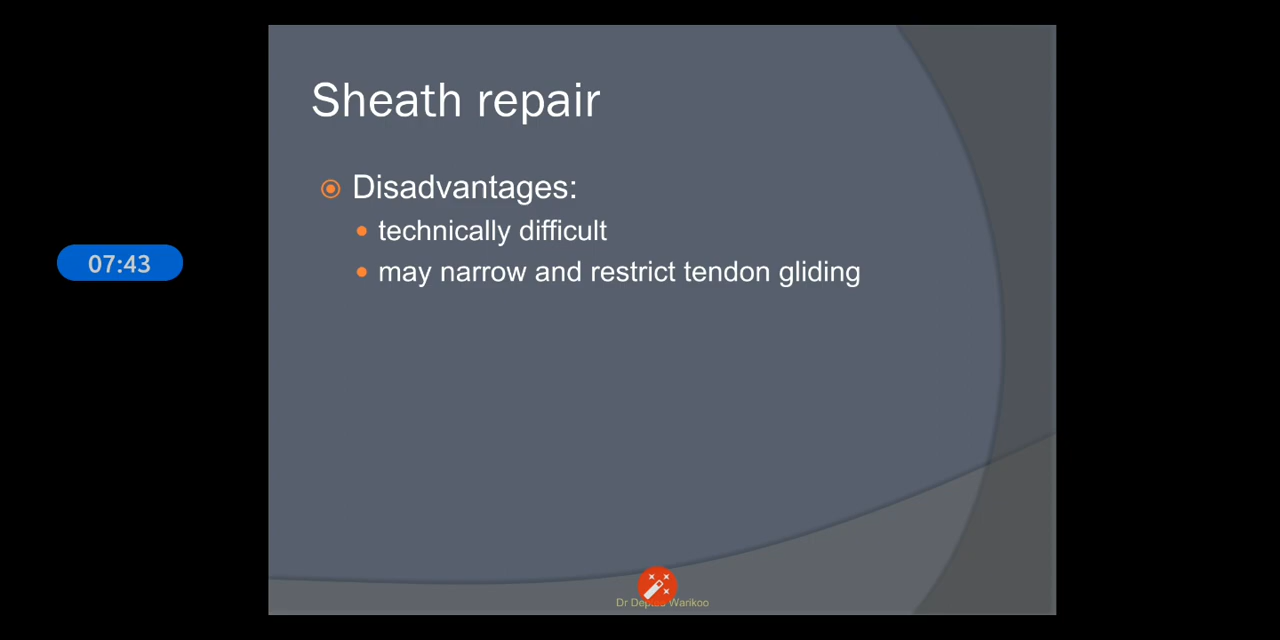 Sheath repair
Disadvantages:
technically difficult
may narrow and restrict tendon gliding
07:43
Dr Warikoo